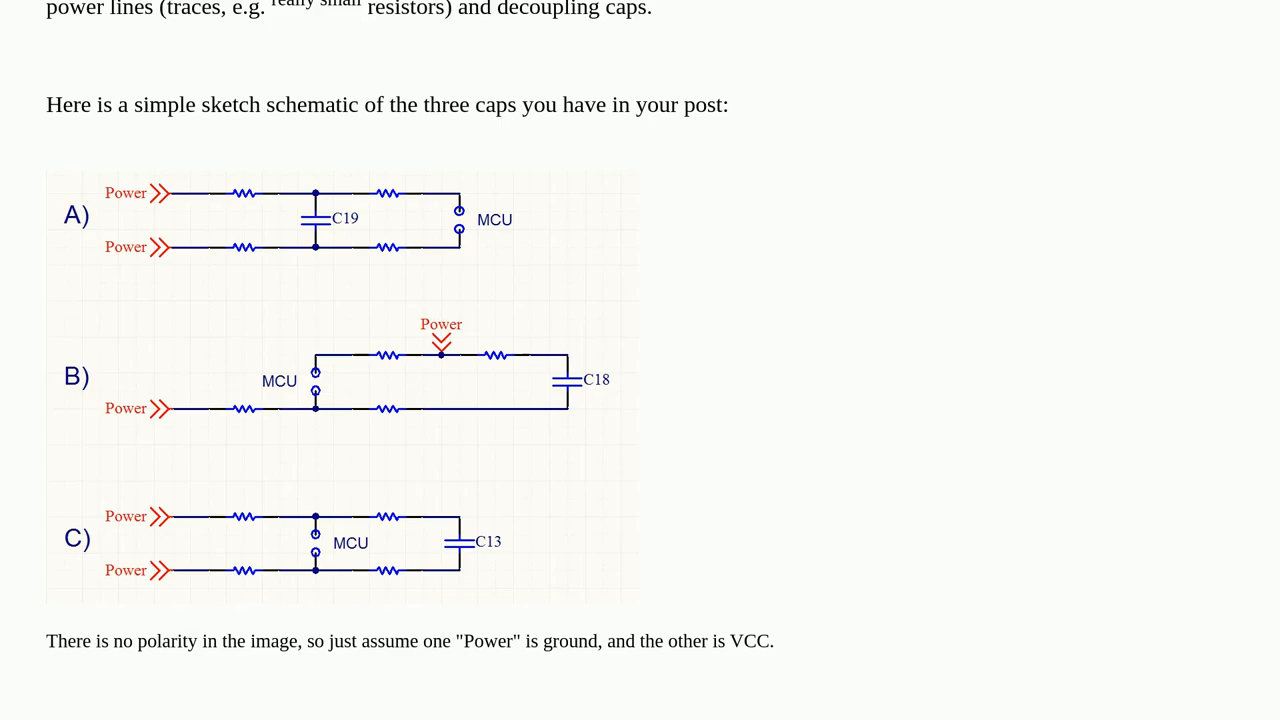 power lines (traces, e.g. really small resistors) and decoupling caps.
Here is a simple sketch schematic of the three caps you have in your post:
Power
A)
C19
MCU
Power
Power
B)
MCU
C18
Power
Power
C)
MCU
C13
Power
There is no polarity in the image, so just assume one "Power" is ground, and the other is VCC.